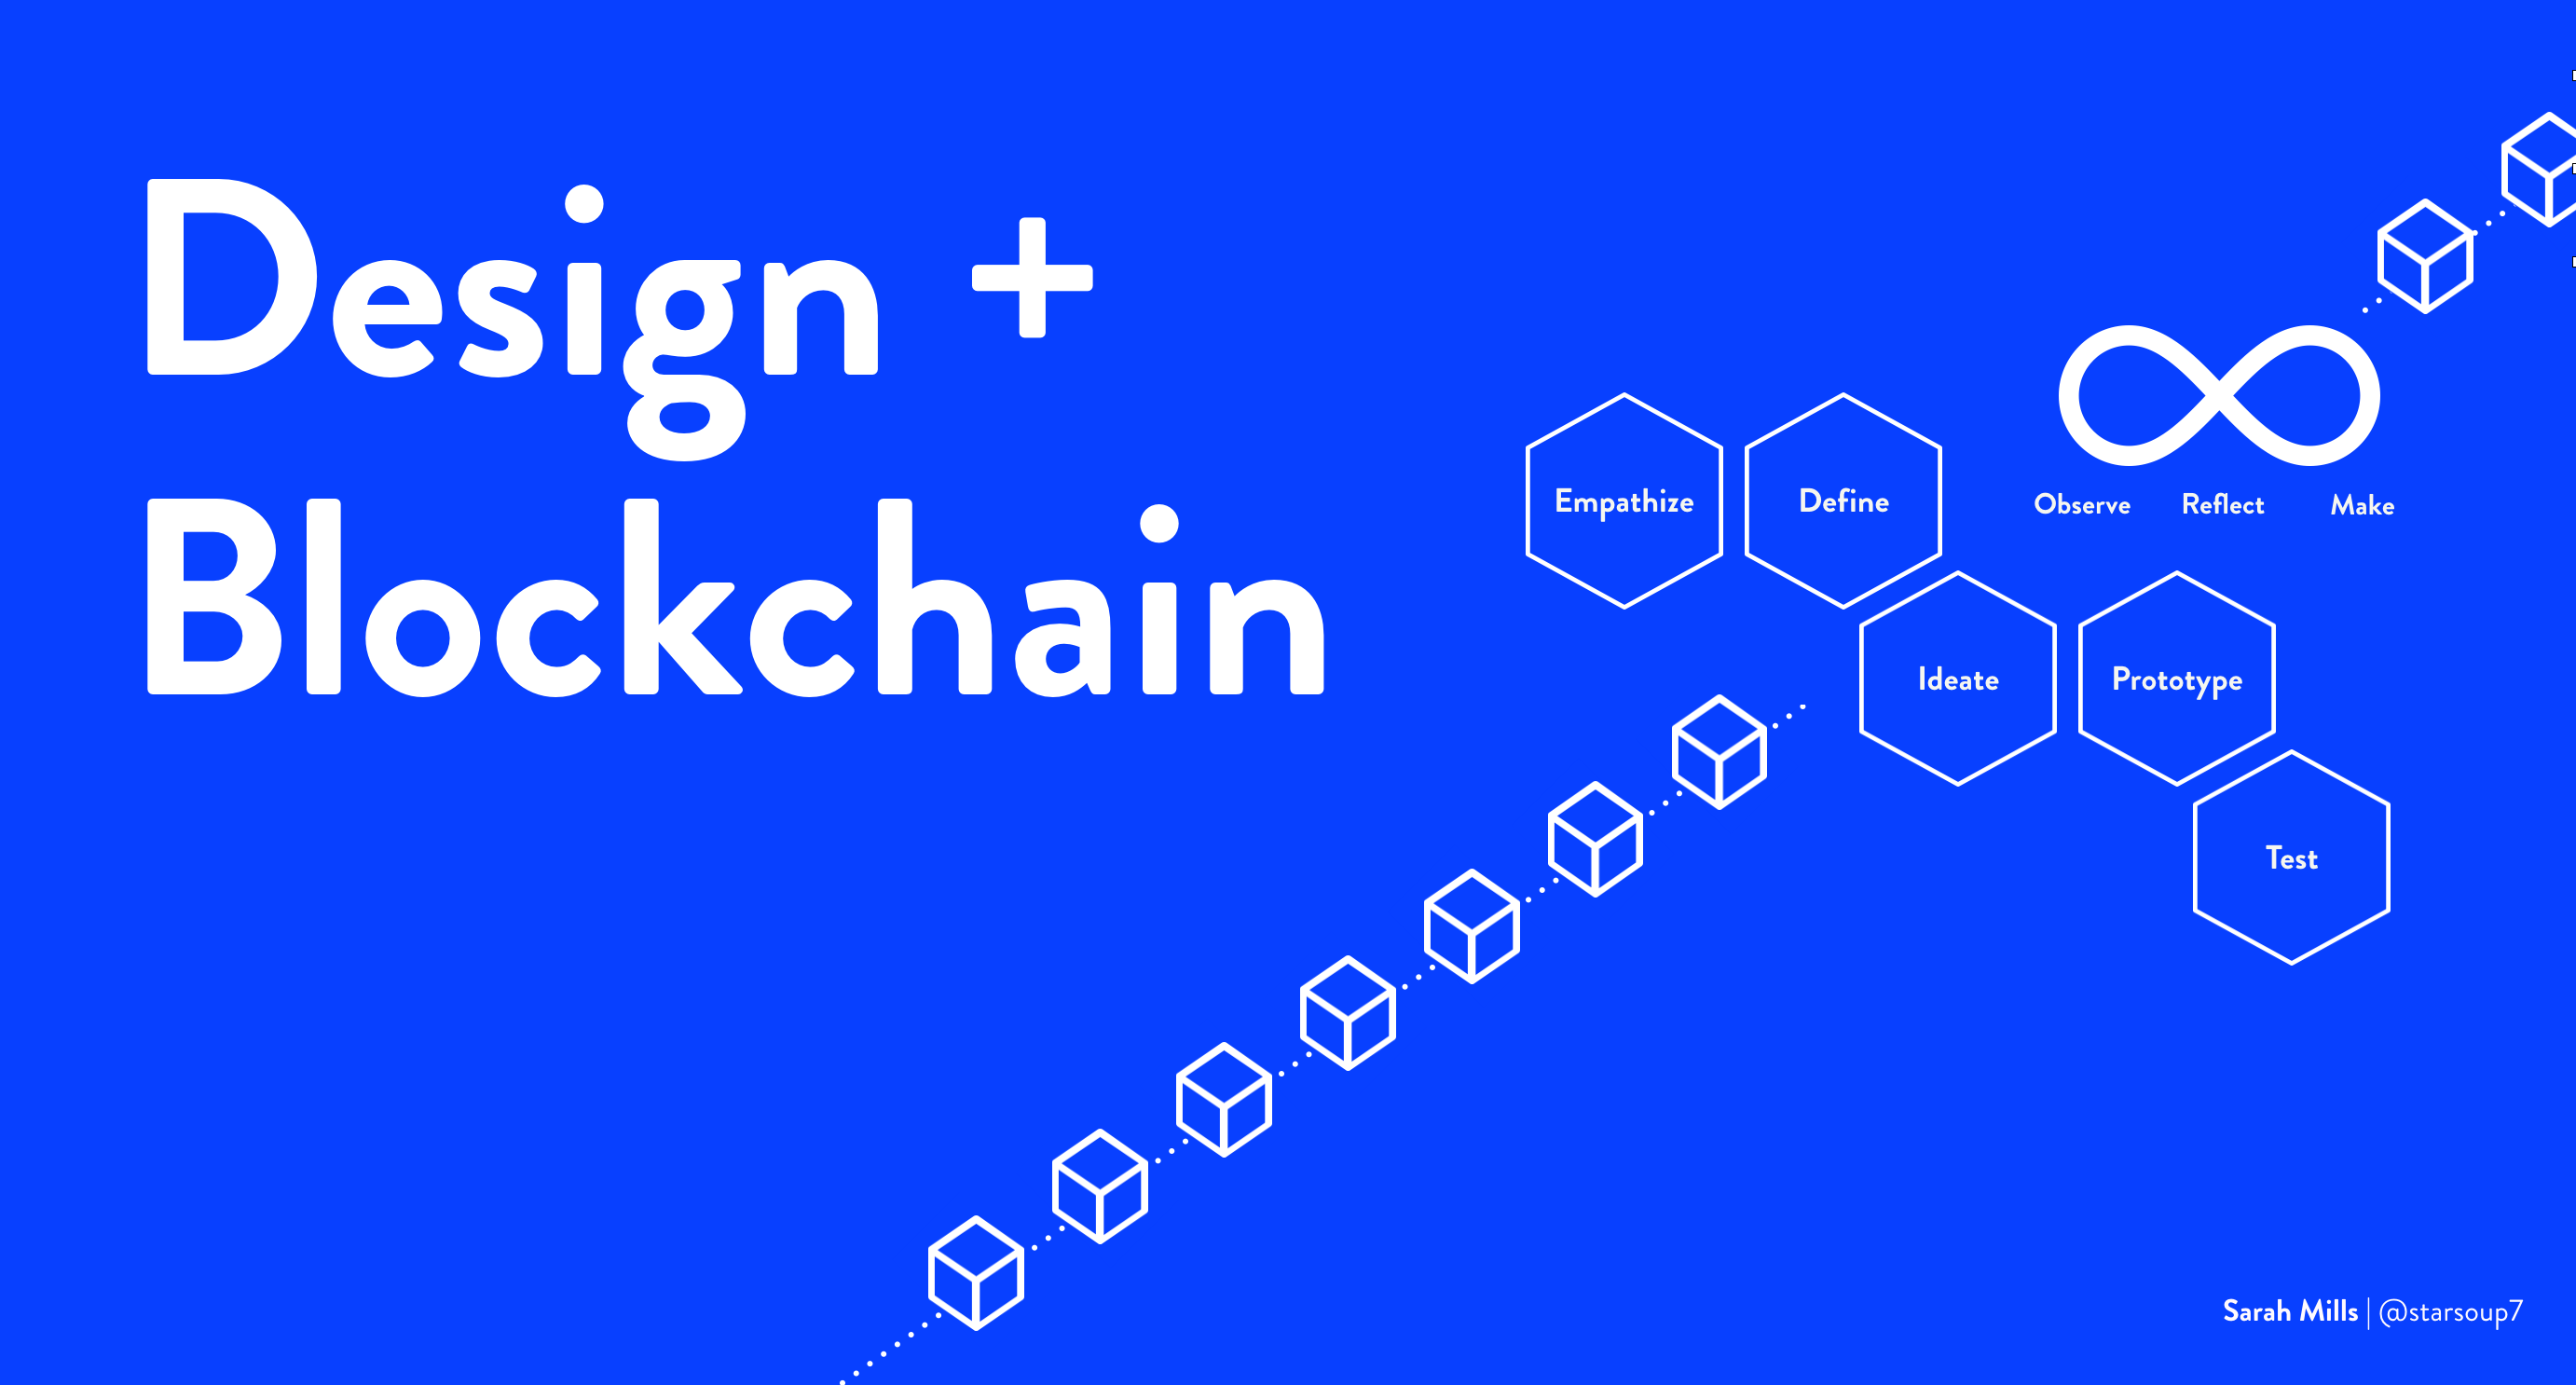 Design +
Blockchain
Empathize
Define
Observe
Reflect
Make
Ideate
Prototype
Test
Sarah Mills | @starsoup7